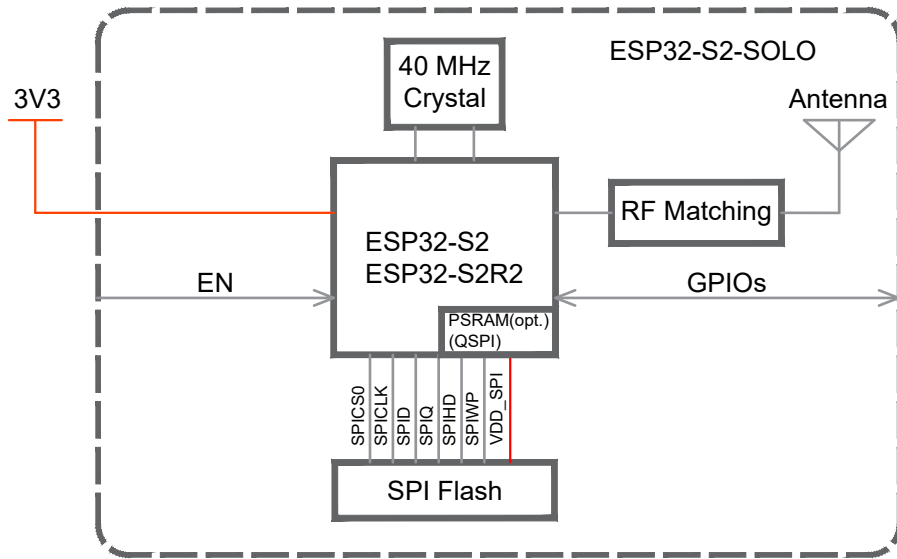 ESP32-S2-SOLO
40 MHz
Crystal
3V3
Antenna
RF Matching
ESP32-S2
ESP32-S2R2
EN
GPIOs
PSRAM(opt.)
(QSPI)
SPICS0
SPICLK
SPID
SPIQ
SPIHD
SPIWP
VDD_SPI
SPI Flash